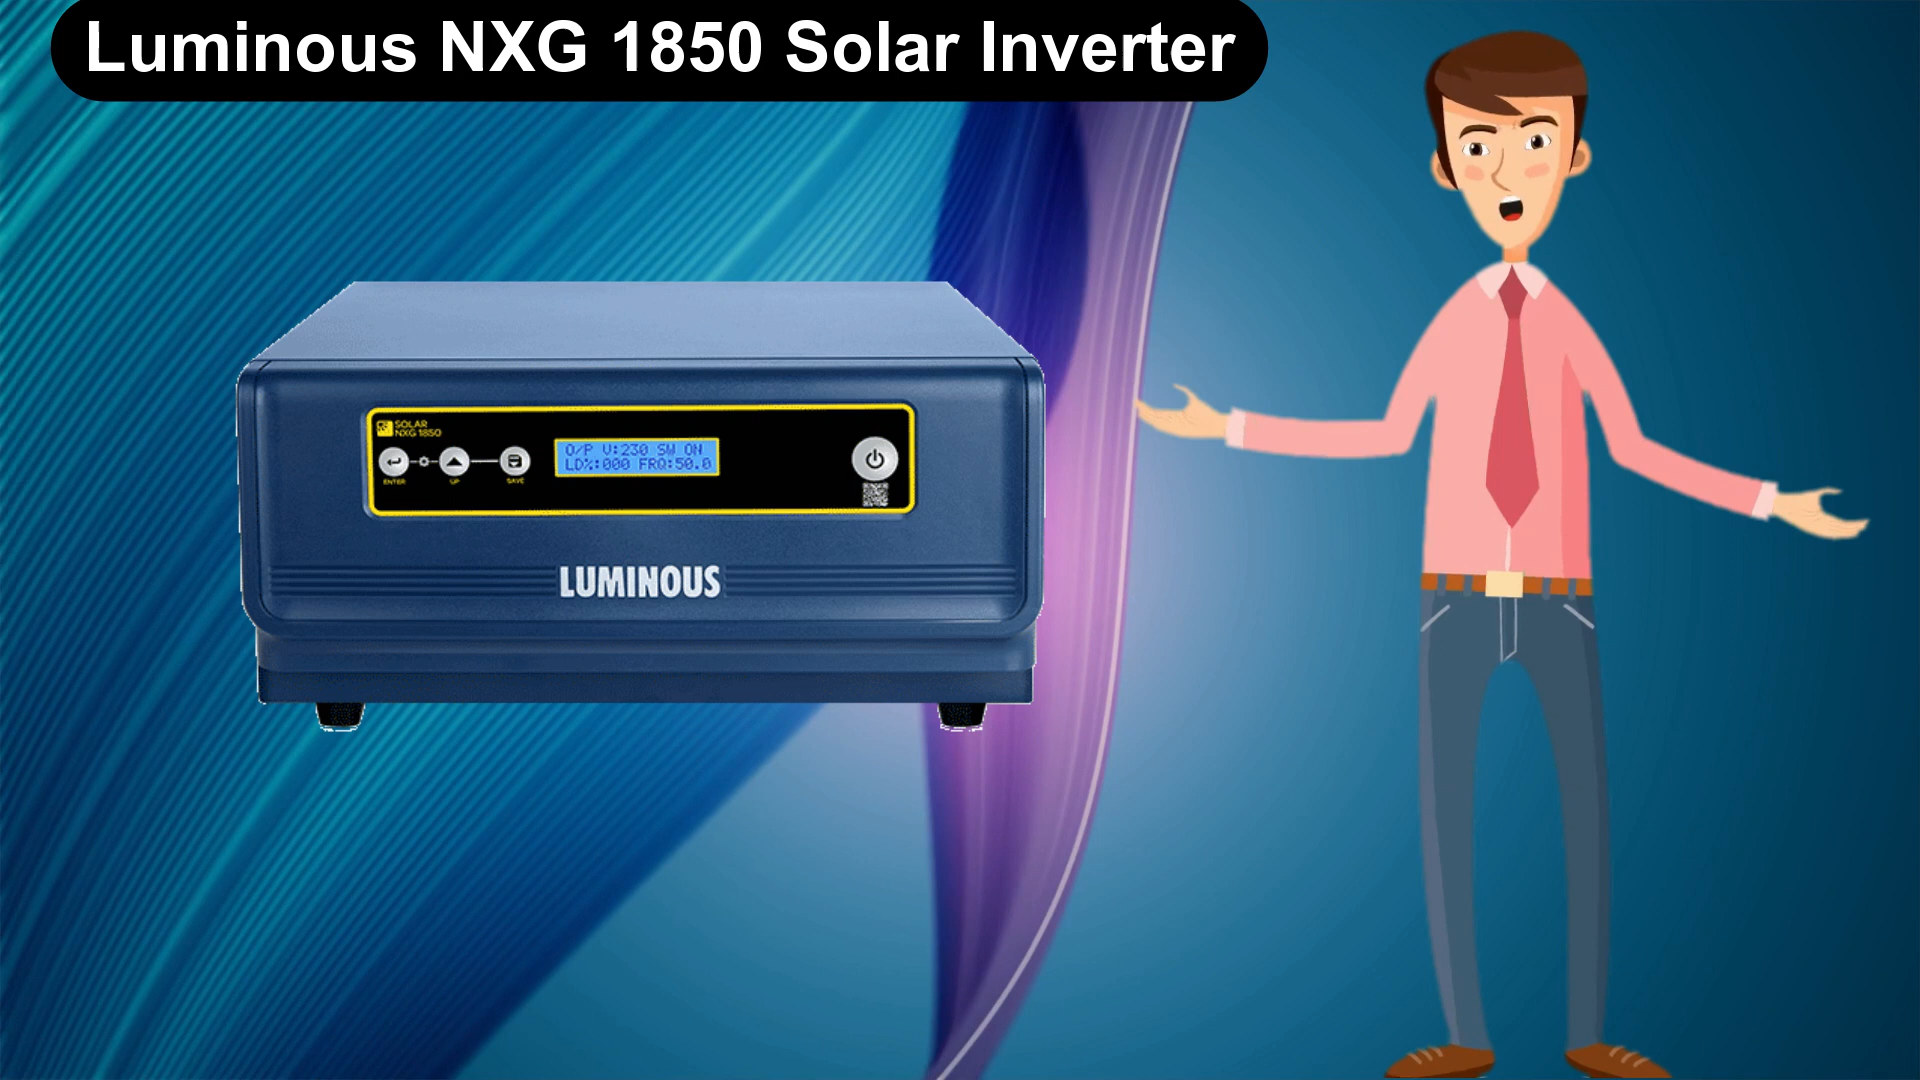 Luminous NXG 1850 Solar Inverter
SOLAR
NXG 1850
O/P V:230 SW ON
LD%:000 FRQ:50.0
ENTER
UP
SAVE
LUMINOUS